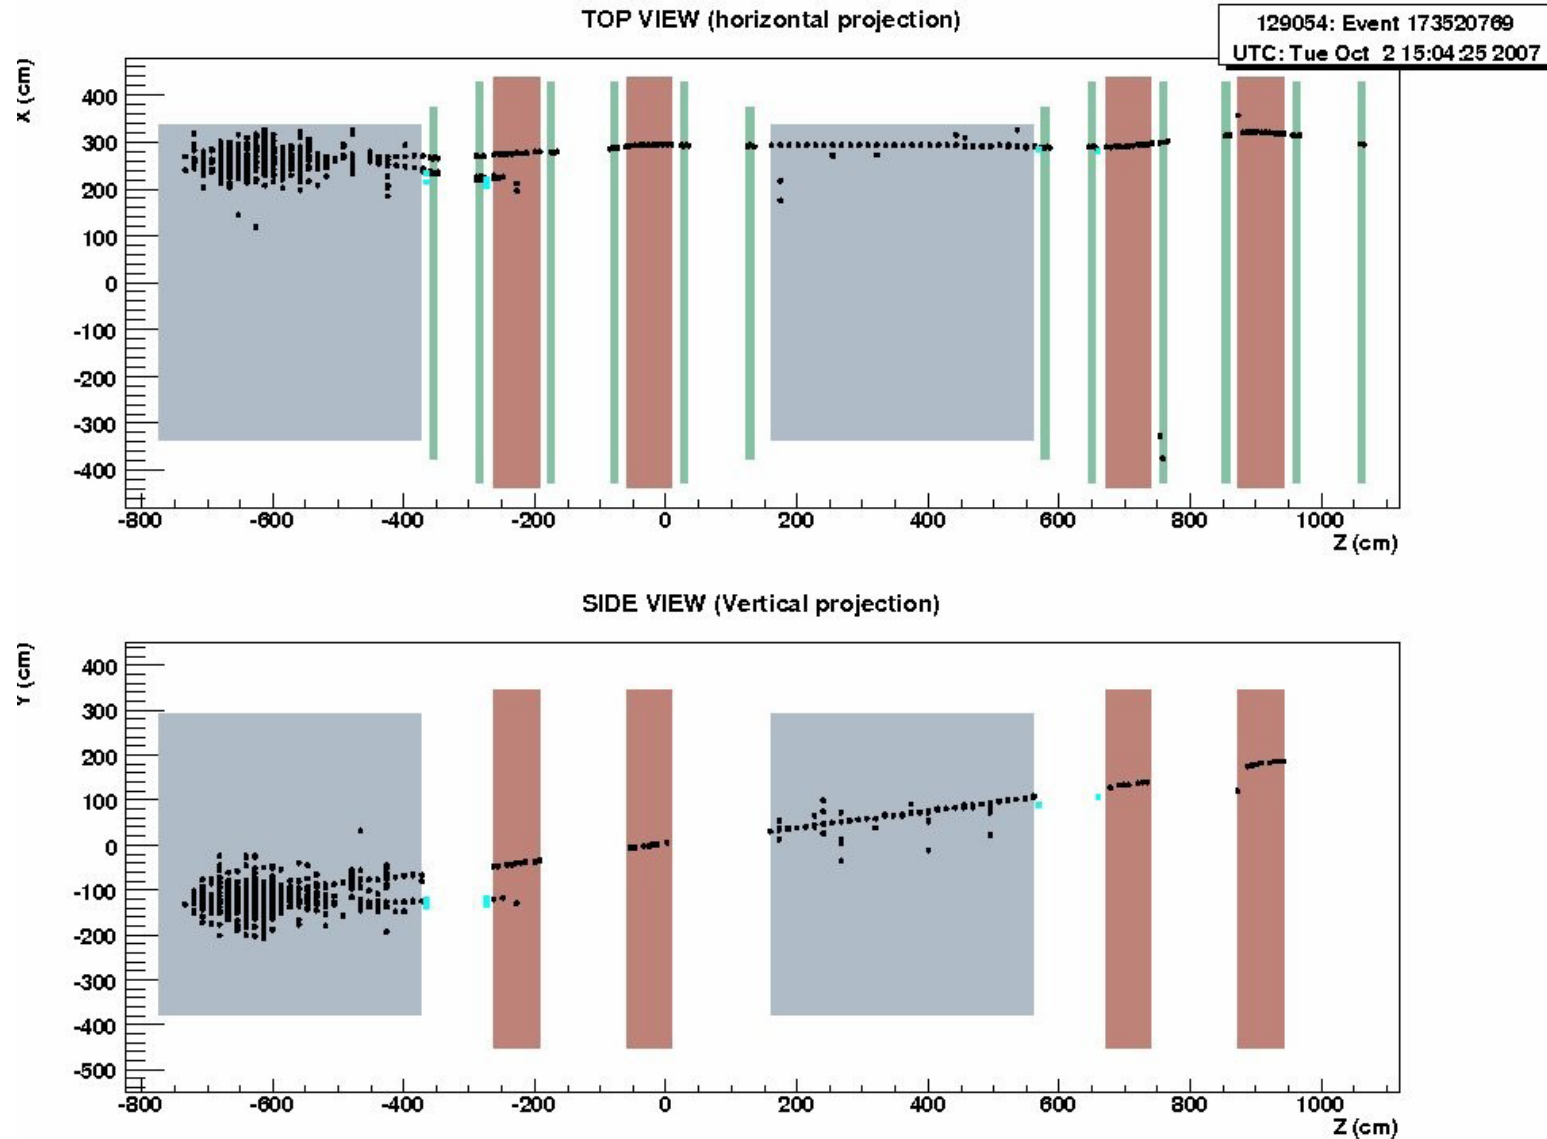 TOP VIEW (horizontal projection)
129054: Event 173520769
UTC: Tue Oct 2 15:04:25 2007
X (cm)
400
300
200
100
0
-100
-200
-300
-400
-800 -600 -400 -200 0 200 400 600 800 1000
Z (cm)
SIDE VIEW (Vertical projection)
Y (cm)
400
300
200
100
0
-100
-200
-300
-400
-500
-800 -600 -400 -200 0 200 400 600 800 1000
Z (cm)